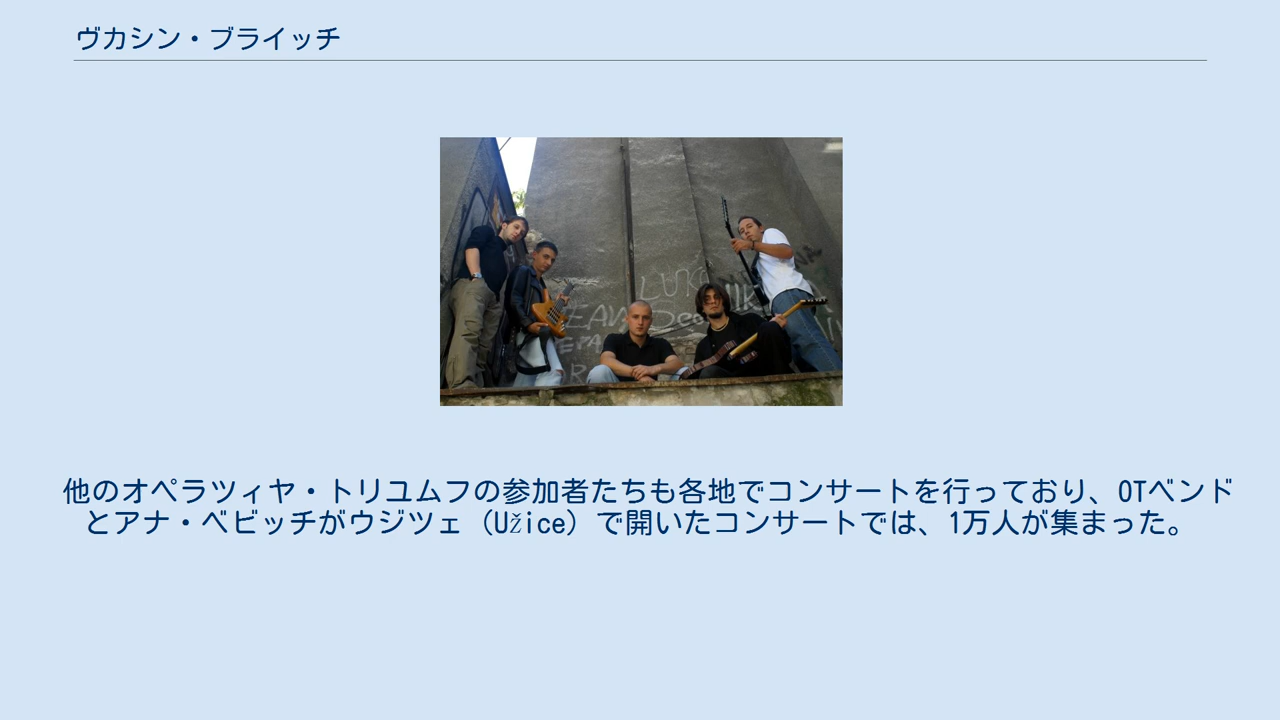 ヴカシン・ブライッチ
LUK
Dea
他のオペラツィヤ・トリユムフの参加者たちも各地でコンサートを行っており、OTベンド
とアナ・ベビッチがウジツェ（Užice）で開いたコンサートでは、1万人が集まった。